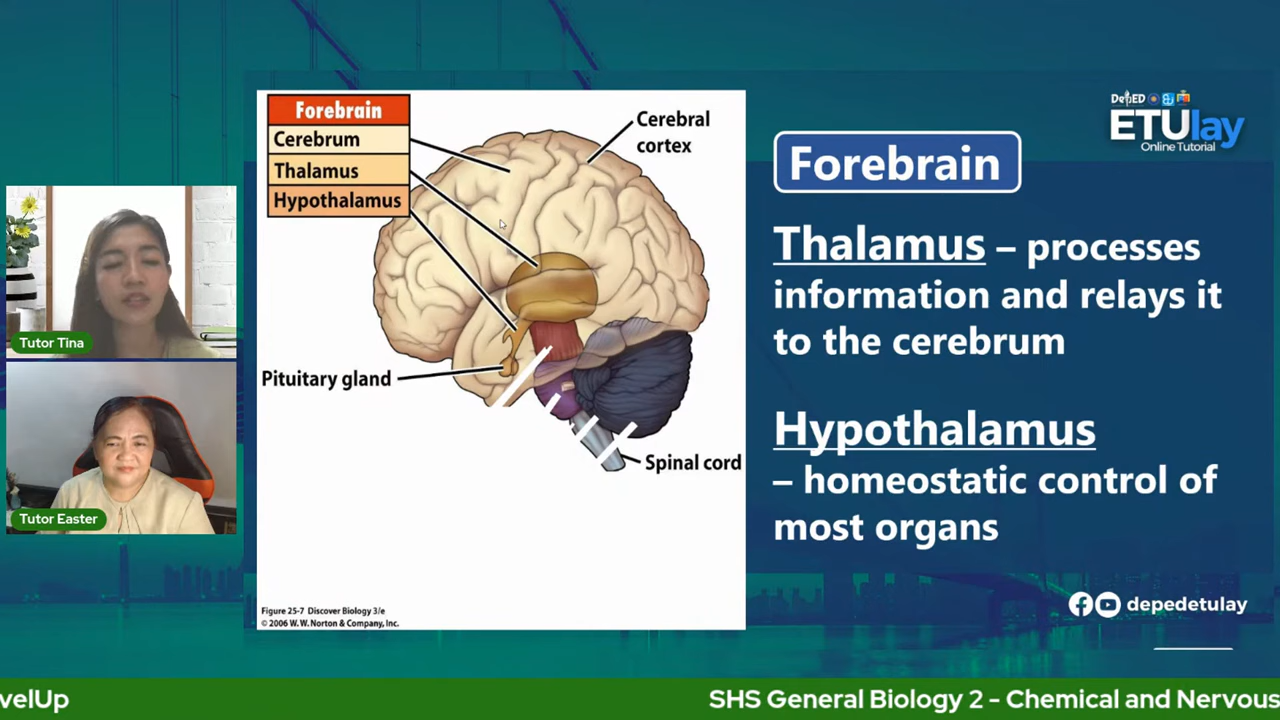 Forebrain
Cerebrum
Thalamus
Hypothalamus
Cerebral
cortex
Pituitary gland
Spinal cord
Figure 25-7 Discover Biology 3/e
© 2006 W. W. Norton & Company, Inc.
DepED
ETUlay
Online Tutorial
Forebrain
Thalamus – processes
information and relays it
to the cerebrum
Hypothalamus
– homeostatic control of
most organs
Tutor Tina
Tutor Easter
depedetulay
velUp
SHS General Biology 2 - Chemical and Nervous